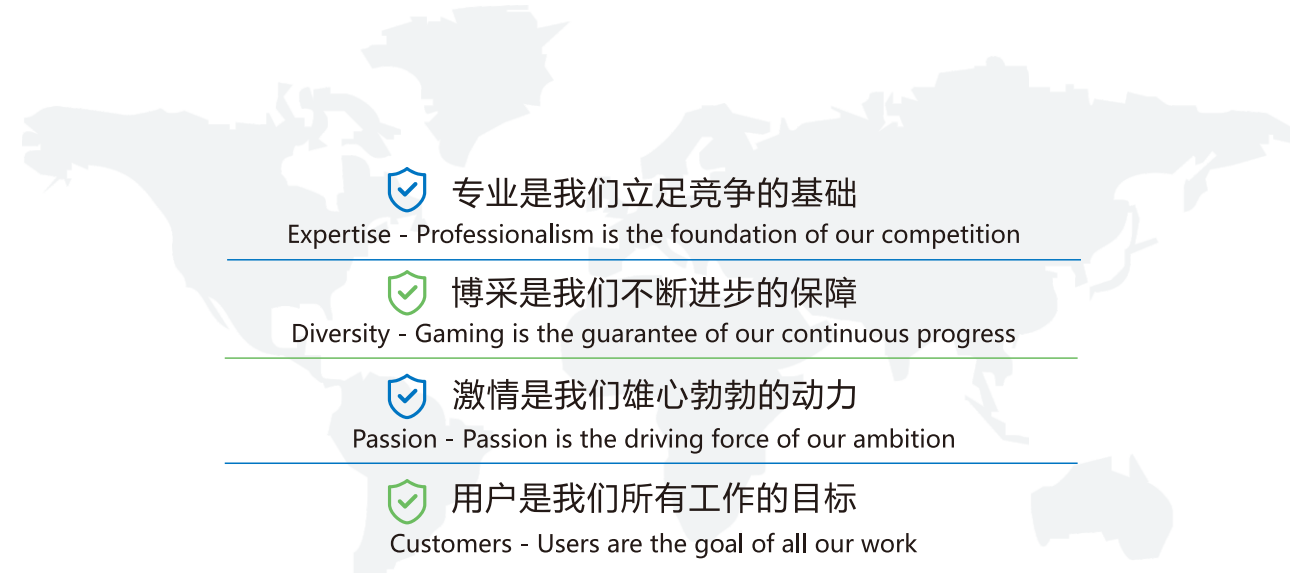 专业是我们立足竞争的基础
Expertise - Professionalism is the foundation of our competition
博采是我们不断进步的保障
Diversity - Gaming is the guarantee of our continuous progress
激情是我们雄心勃勃的动力
Passion - Passion is the driving force of our ambition
用户是我们所有工作的目标
Customers - Users are the goal of all our work